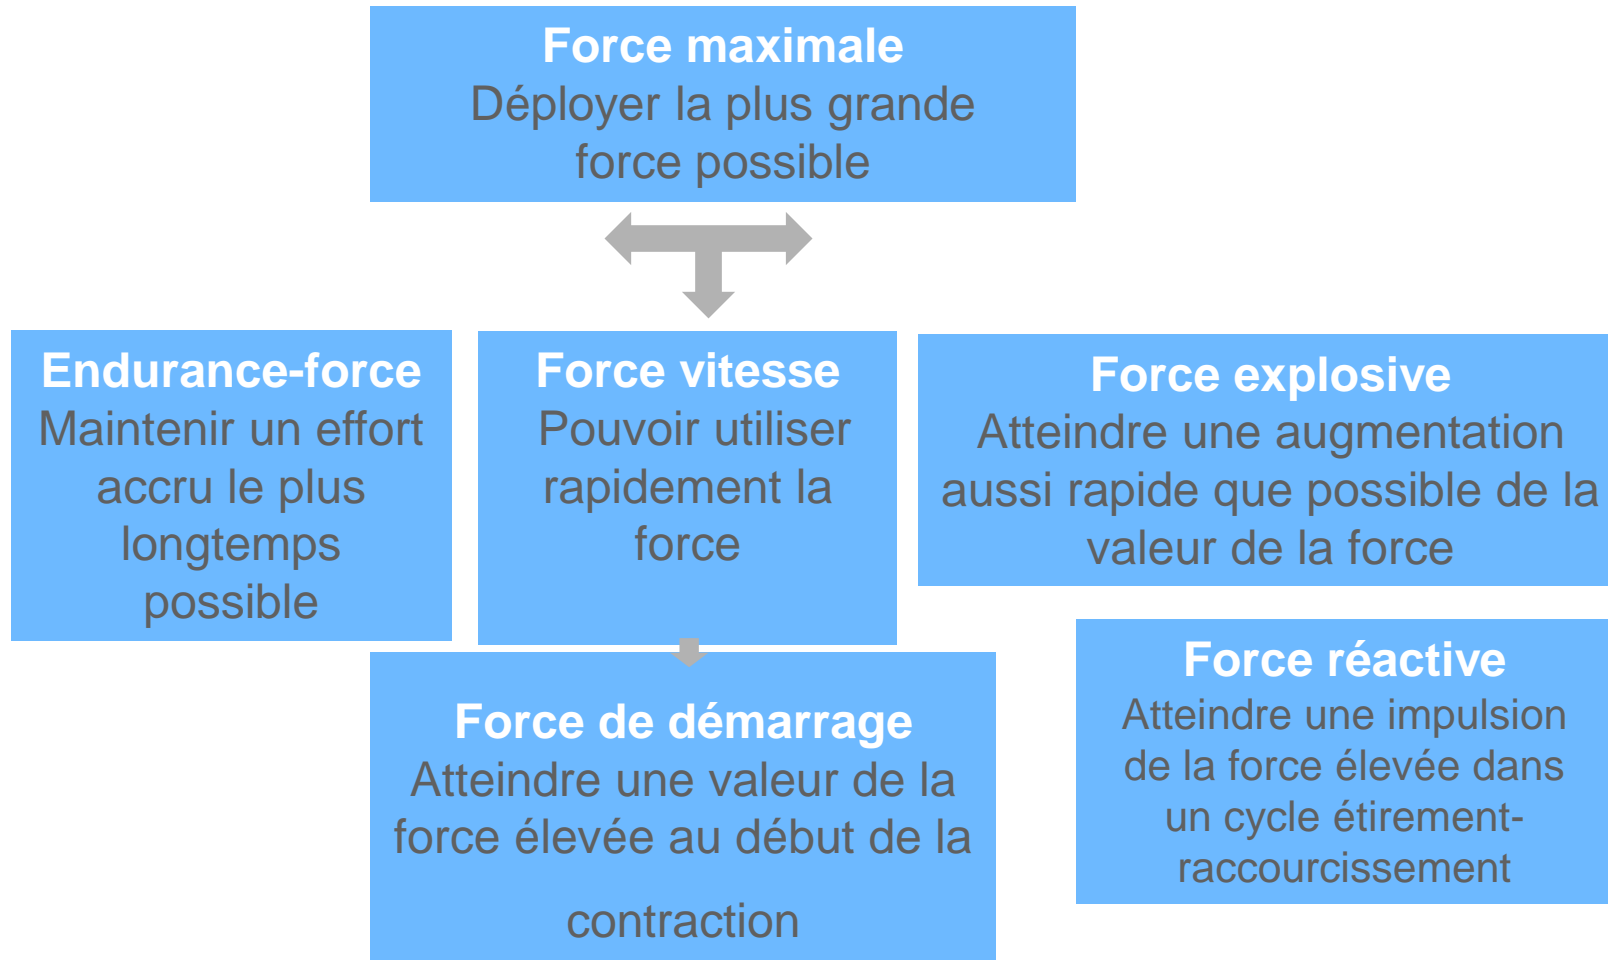 Force maximale
Déployer la plus grande
force possible
Endurance-force
Maintenir un effort
accru le plus
longtemps
possible
Force vitesse
Pouvoir utiliser
rapidement la
force
Force explosive
Atteindre une augmentation
aussi rapide que possible de la
valeur de la force
Force de démarrage
Atteindre une valeur de la
force élevée au début de la
contraction
Force réactive
Atteindre une impulsion
de la force élevée dans
un cycle étirement-
raccourcissement